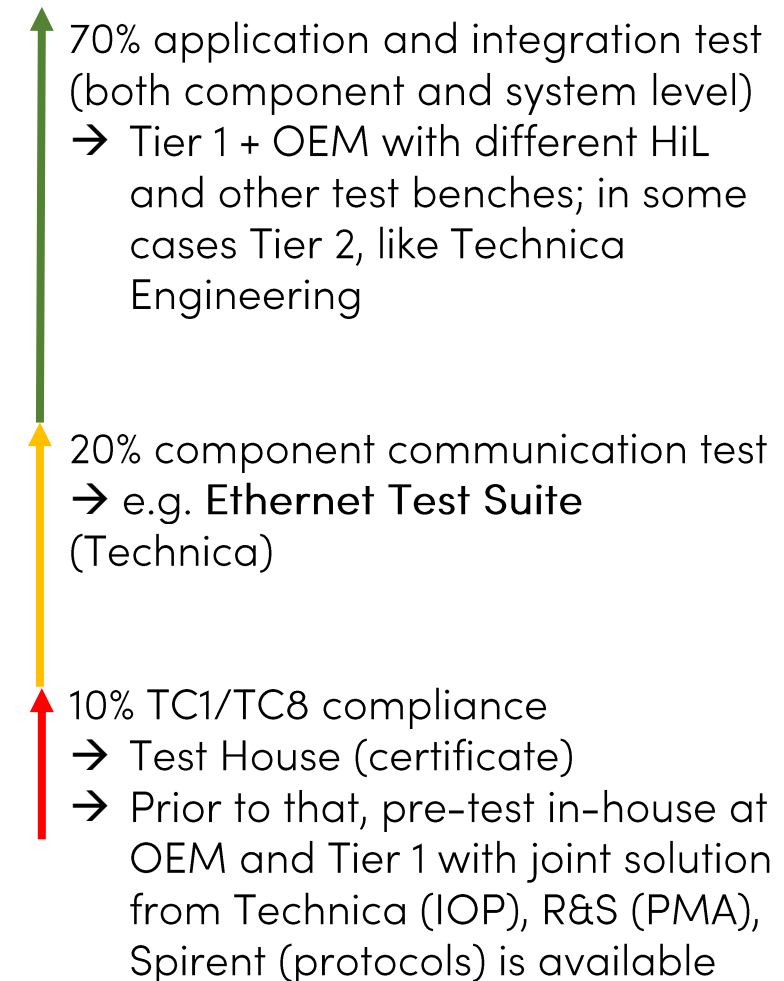 70% application and integration test
(both component and system level)
→ Tier 1 + OEM with different HiL
and other test benches; in some
cases Tier 2, like Technica
Engineering
20% component communication test
→ e.g. Ethernet Test Suite
(Technica)
10% TC1/TC8 compliance
→ Test House (certificate)
→ Prior to that, pre-test in-house at
OEM and Tier 1 with joint solution
from Technica (IOP), R&S (PMA),
Spirent (protocols) is available